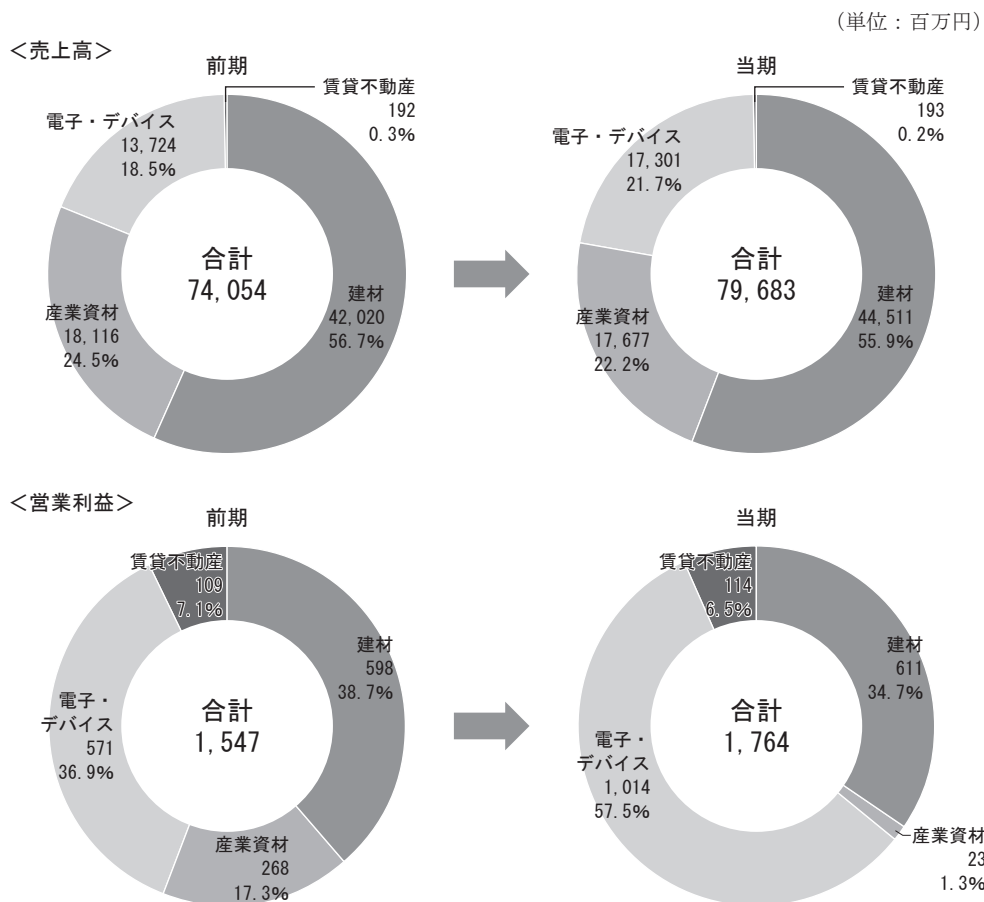 (単位：百万円)
＜売上高＞
前期
賃貸不動産
192
0.3%
電子・デバイス
13,724
18.5%
合計
74,054
建材
42,020
56.7%
産業資材
18,116
24.5%
当期
賃貸不動産
193
0.2%
電子・デバイス
17,301
21.7%
合計
79,683
建材
44,511
55.9%
産業資材
17,677
22.2%
＜営業利益＞
前期
賃貸不動産
109
7.1%
建材
598
38.7%
電子・
デバイス
571
36.9%
合計
1,547
産業資材
268
17.3%
当期
賃貸不動産
114
6.5%
建材
611
34.7%
合計
1,764
電子・
デバイス
1,014
57.5%
産業資材
23
1.3%